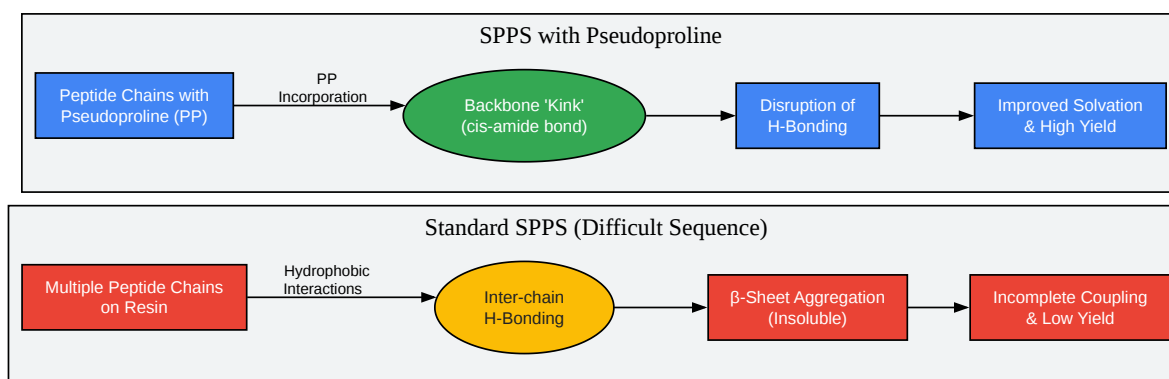 SPPS with Pseudoproline
Peptide Chains with
Pseudoproline (PP)
PP
Incorporation
Backbone 'Kink'
(cis-amide bond)
Disruption of
H-Bonding
Improved Solvation
& High Yield
Standard SPPS (Difficult Sequence)
Multiple Peptide Chains
on Resin
Hydrophobic
Interactions
Inter-chain
H-Bonding
β-Sheet Aggregation
(Insoluble)
Incomplete Coupling
& Low Yield